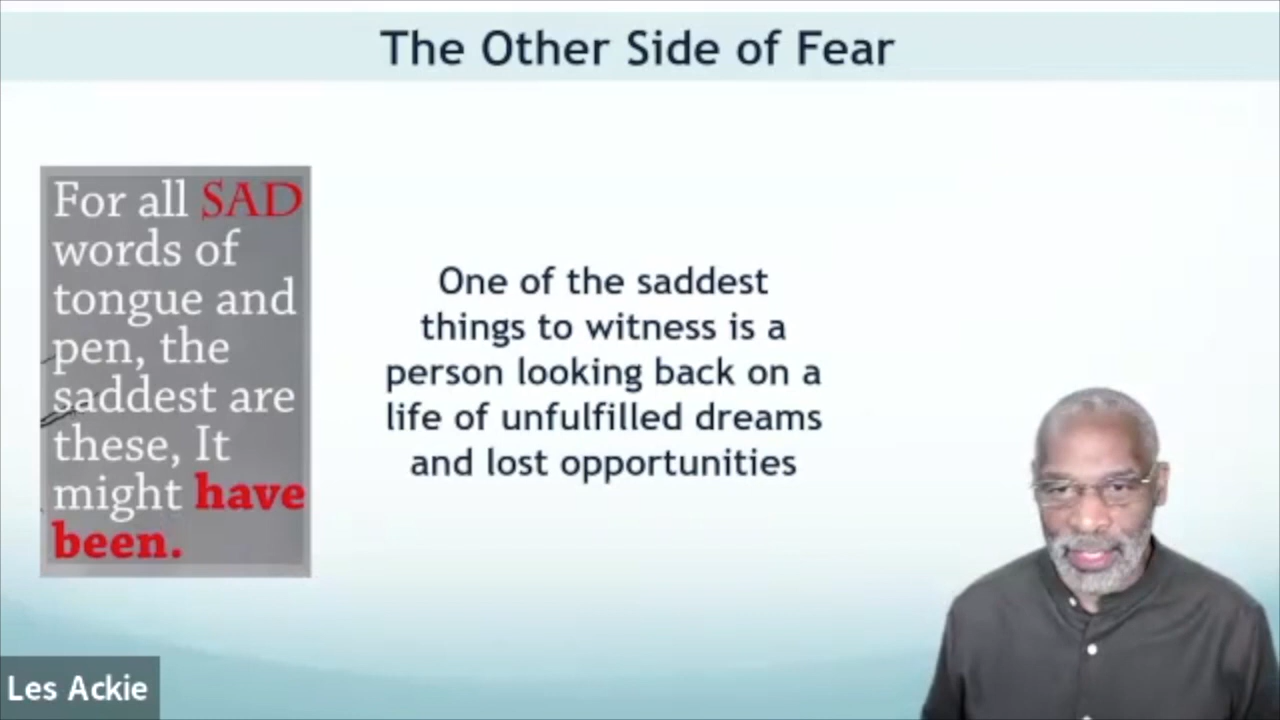 The Other Side of Fear
For all SAD
words of
tongue and
pen, the
saddest are
these, It
might have
been.
One of the saddest
things to witness is a
person looking back on a
life of unfulfilled dreams
and lost opportunities
Les Ackie